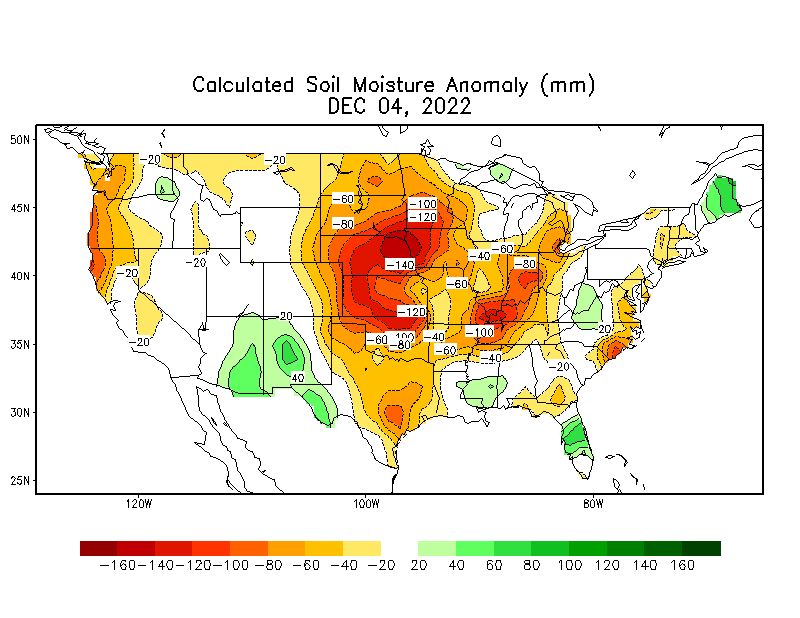 Calculated Soil Moisture Anomaly (mm)
DEC 04, 2022
50N
-20 -20
-60
45N -100
-120
-80
-60
-40
40N -20 -20 -140 -80
-60
-120
35N -20 -20 -100 -20
-60 -80 -40
-60
-40
-20
40
30N
25N
120W 100W 80W
-160 -140 -120 -100 -80 -60 -40 -20 20 40 60 80 100 120 140 160